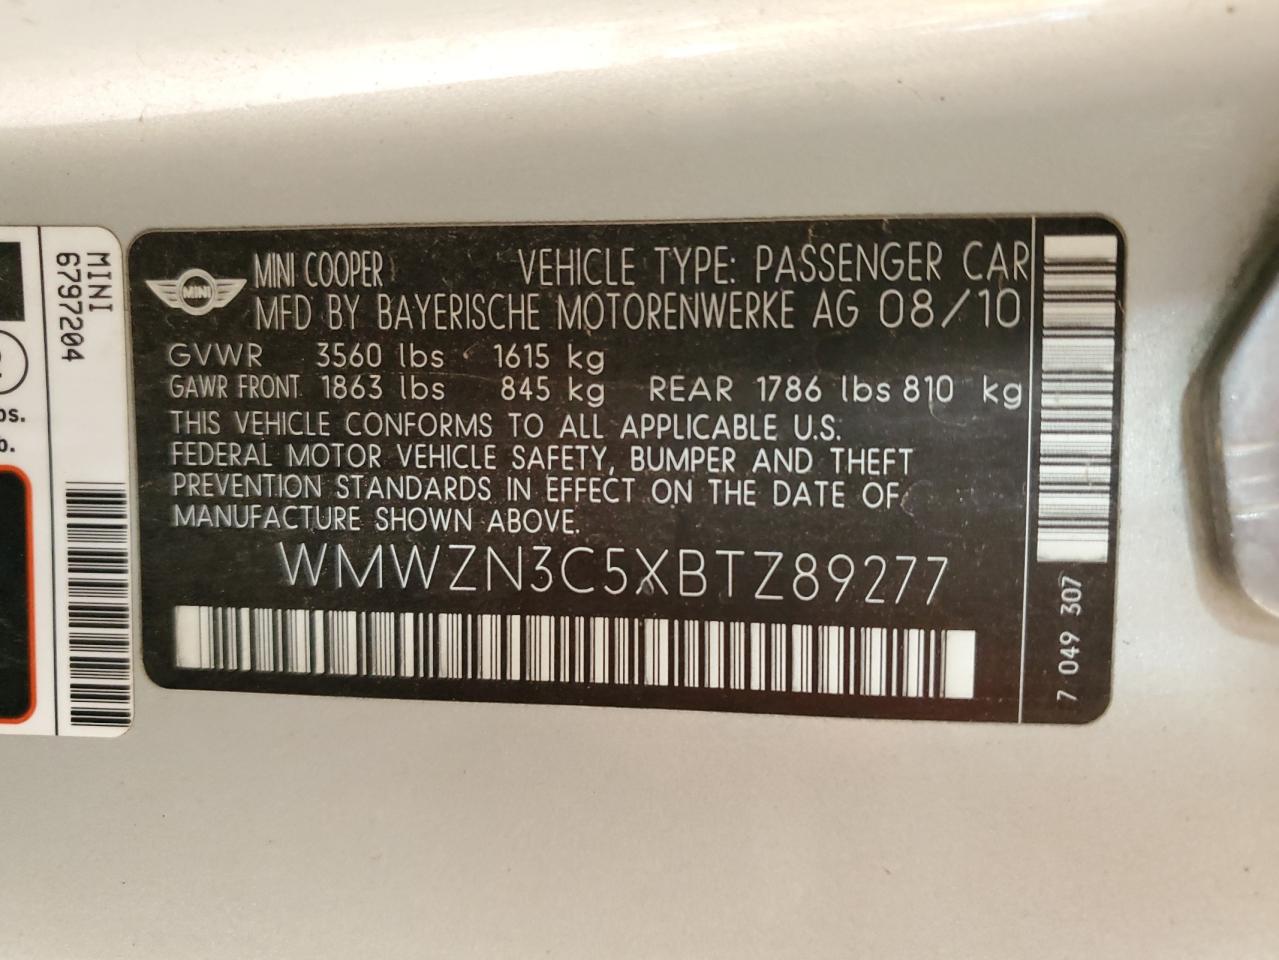 MINI
6797204
bs.
b.
MINI
MINI COOPER VEHICLE TYPE: PASSENGER CAR
MFD BY BAYERISCHE MOTORENWERKE AG 08/10
GVWR 3560 lbs 1615 kg
GAWR FRONT 1863 lbs 845 kg REAR 1786 lbs 810 kg
THIS VEHICLE CONFORMS TO ALL APPLICABLE U.S.
FEDERAL MOTOR VEHICLE SAFETY, BUMPER AND THEFT
PREVENTION STANDARDS IN EFFECT ON THE DATE OF
MANUFACTURE SHOWN ABOVE.
WMWZN3C5XBTZ89277
7 049 307